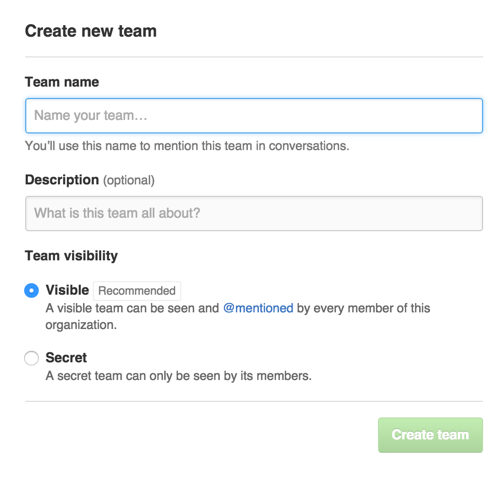 Create new team
Team name
Name your team…
You'll use this name to mention this team in conversations.
Description (optional)
What is this team all about?
Team visibility
Visible Recommended
A visible team can be seen and @mentioned by every member of this
organization.
Secret
A secret team can only be seen by its members.
Create team